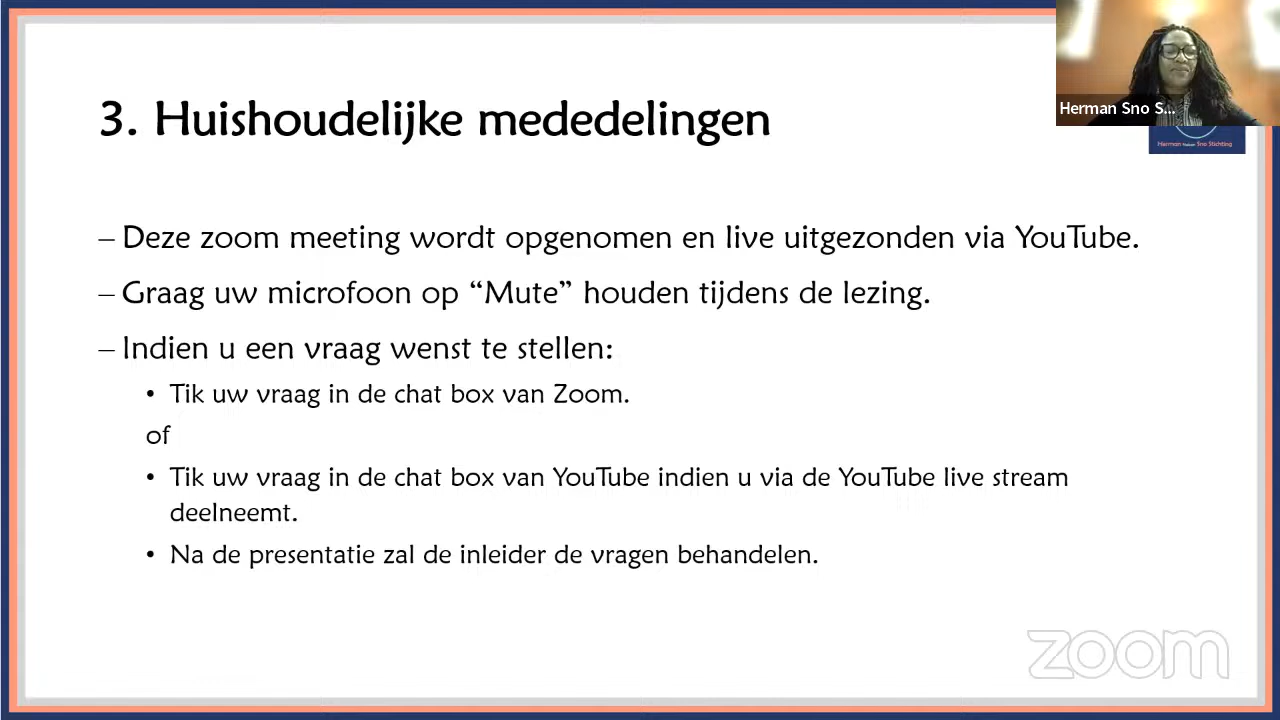 3. Huishoudelijke mededelingen
Herman Sno S...
Herman Sno Stichting
– Deze zoom meeting wordt opgenomen en live uitgezonden via YouTube.
– Graag uw microfoon op “Mute” houden tijdens de lezing.
– Indien u een vraag wenst te stellen:
• Tik uw vraag in de chat box van Zoom.
of
• Tik uw vraag in de chat box van YouTube indien u via de YouTube live stream
deelneemt.
• Na de presentatie zal de inleider de vragen behandelen.
zoom